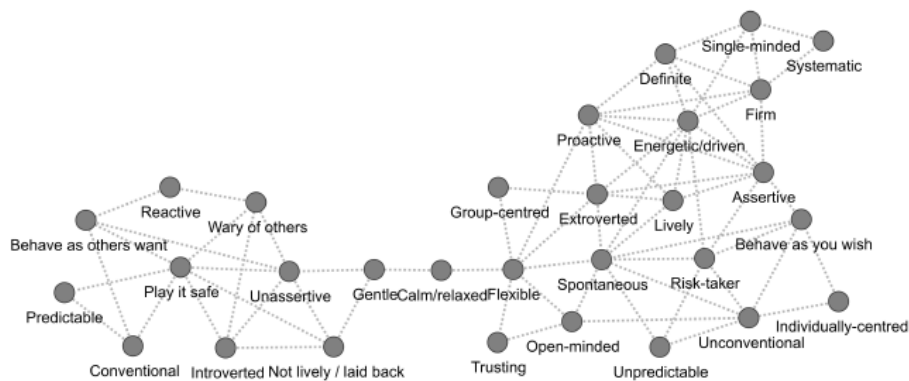 Single-minded
Systematic
Definite
Firm
Proactive
Energetic/driven
Reactive
Wary of others
Group-centred
Extroverted
Lively
Assertive
Behave as others want
Behave as you wish
Play it safe
Unassertive
Gentle
Calm/relaxed
Flexible
Spontaneous
Risk-taker
Predictable
Individually-centred
Conventional
Introverted
Not lively / laid back
Trusting
Open-minded
Unpredictable
Unconventional